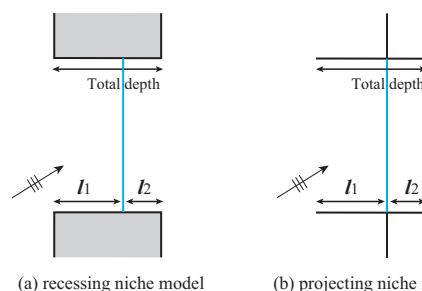 Total depth
Total depth
l1
l2
l1
l2
(a) recessing niche model
(b) projecting niche